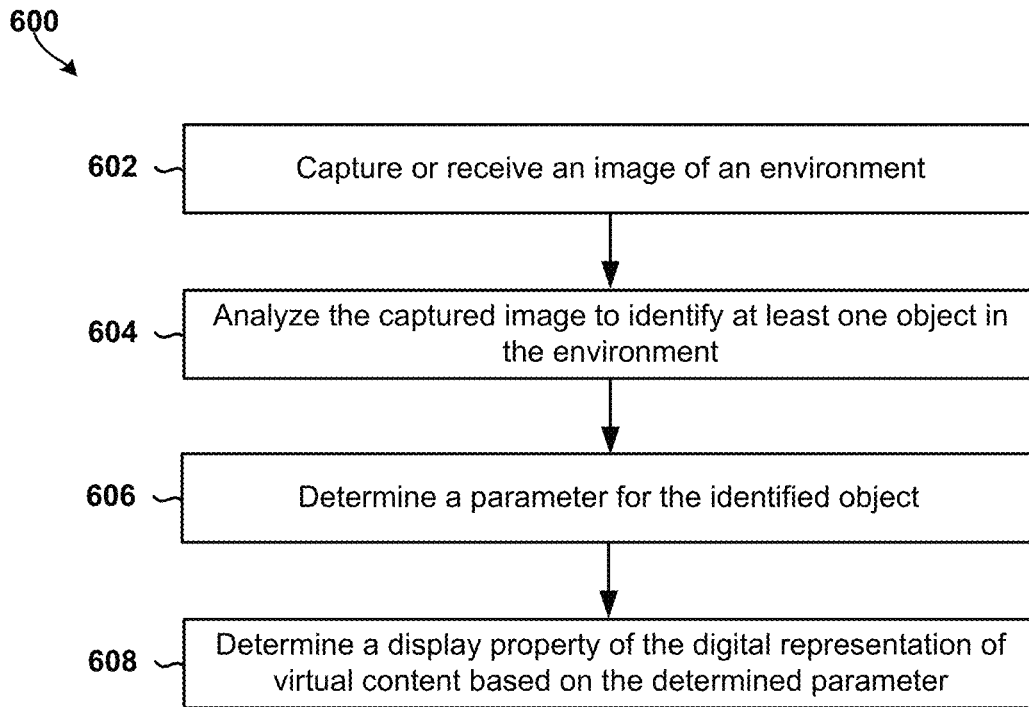 600
602
Capture or receive an image of an environment
604
Analyze the captured image to identify at least one object in
the environment
606
Determine a parameter for the identified object
608
Determine a display property of the digital representation of
virtual content based on the determined parameter